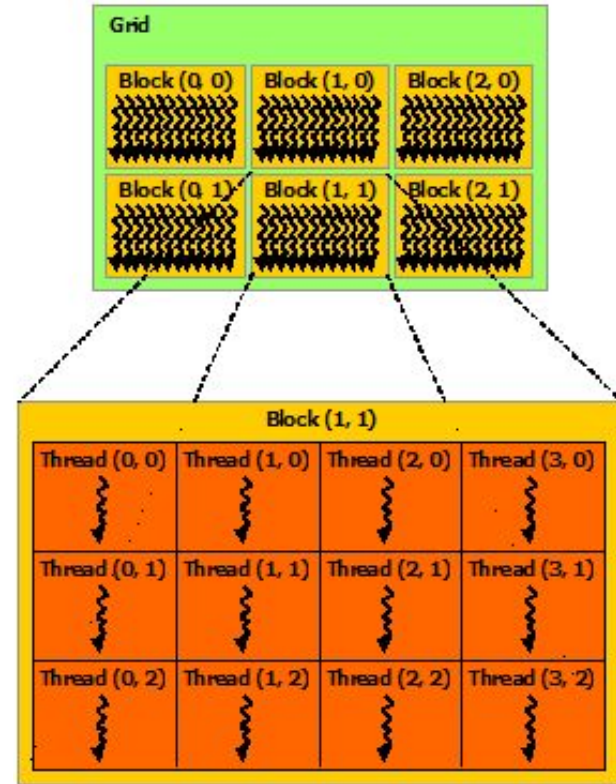 Grid
Block (0, 0) Block (1, 0) Block (2, 0)
Block (0, 1) Block (1, 1) Block (2, 1)
Block (1, 1)
Thread (0, 0) Thread (1, 0) Thread (2, 0) Thread (3, 0)
Thread (0, 1) Thread (1, 1) Thread (2, 1) Thread (3, 1)
Thread (0, 2) Thread (1, 2) Thread (2, 2) Thread (3, 2)